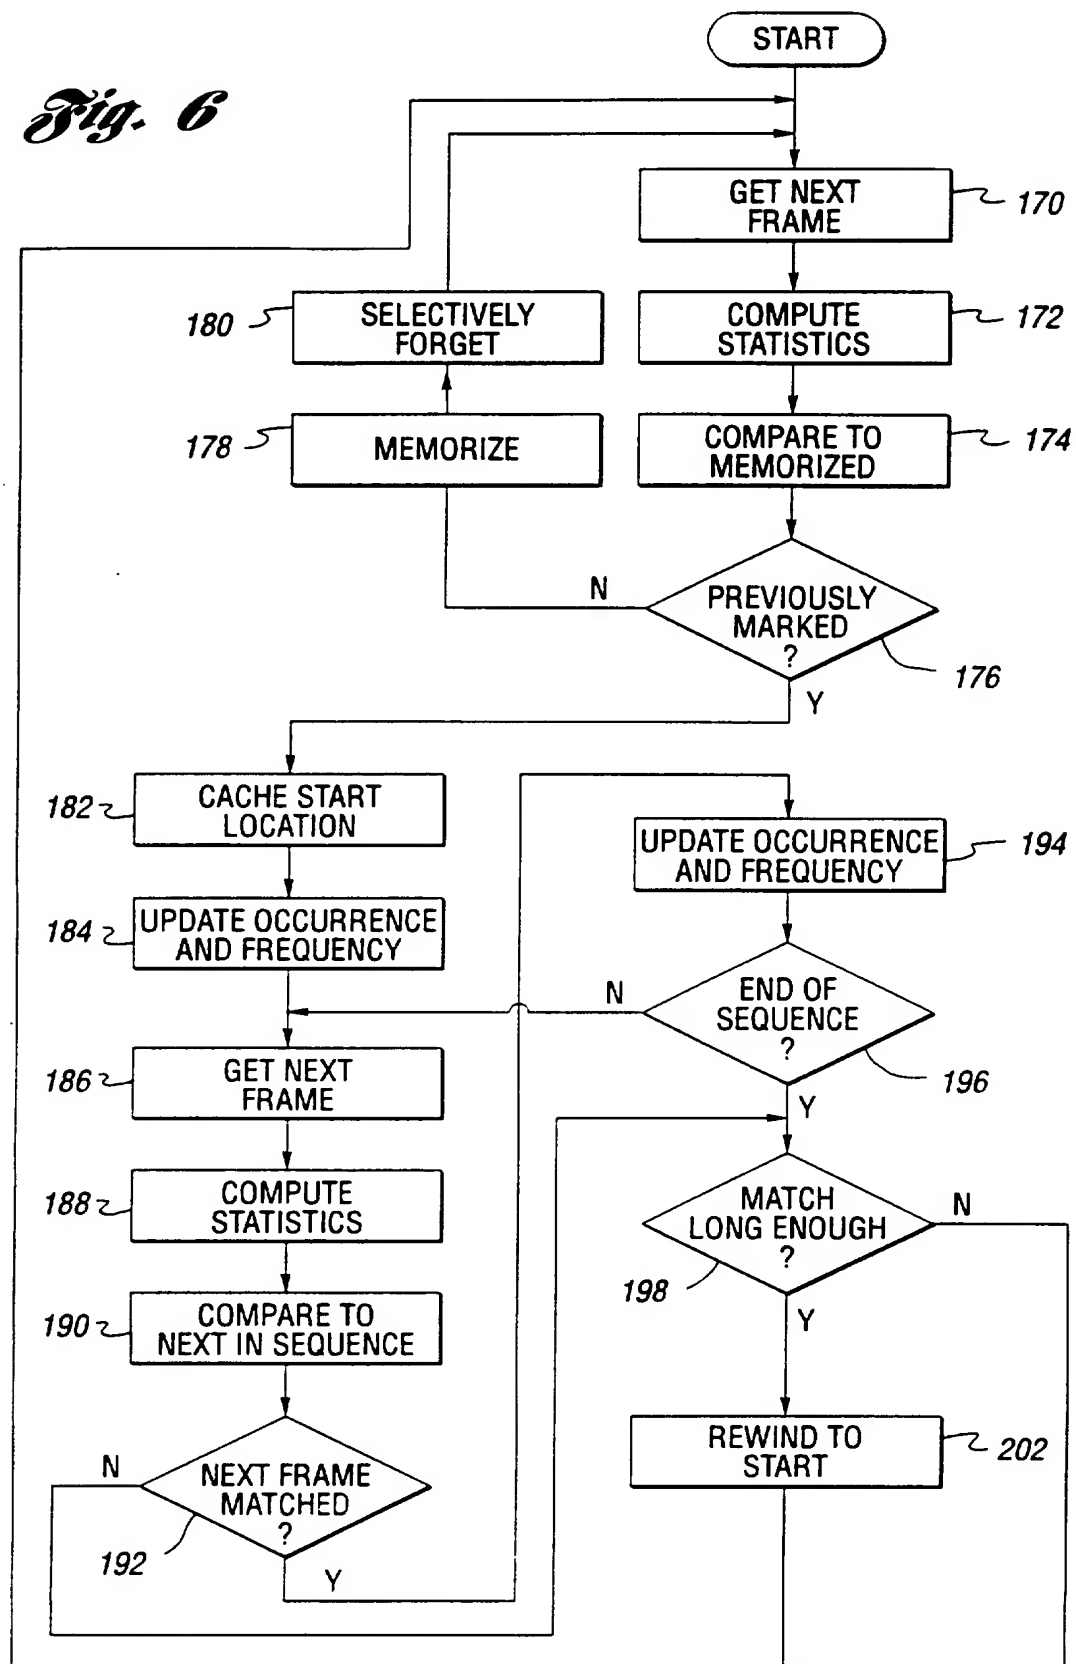 START
Fig. 6
GET NEXT
FRAME
170
SELECTIVELY
FORGET
180
COMPUTE
STATISTICS
172
MEMORIZE
178
COMPARE TO
MEMORIZED
174
N
PREVIOUSLY
MARKED
?
176
Y
CACHE START
LOCATION
182
UPDATE OCCURRENCE
AND FREQUENCY
194
UPDATE OCCURRENCE
AND FREQUENCY
184
N
END OF
SEQUENCE
?
196
Y
GET NEXT
FRAME
186
COMPUTE
STATISTICS
188
MATCH
LONG ENOUGH
?
N
198
Y
COMPARE TO
NEXT IN SEQUENCE
190
REWIND TO
START
202
N
NEXT FRAME
MATCHED
?
192
Y